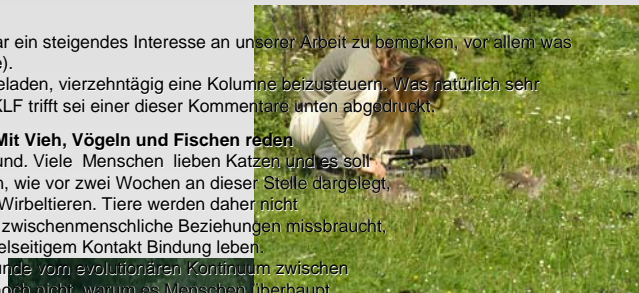 ar ein steigendes Interesse an unserer Arbeit zu bemerken, vor allem was
e).
eladen, vierzehntägig eine Kolumne beizusteuern. Was natürlich sehr
KLF trifft sei einer dieser Kommentare unten abgedruckt.
Mit Vieh, Vögeln und Fischen reden
und. Viele Menschen lieben Katzen und es soll
n, wie vor zwei Wochen an dieser Stelle dargelegt,
Wirbeltieren. Tiere werden daher nicht
zwischenmenschliche Beziehungen missbraucht,
elseitigem Kontakt Bindung leben.
unde vom evolutionären Kontinuum zwischen
noch nicht, warum es Menschen überhaupt